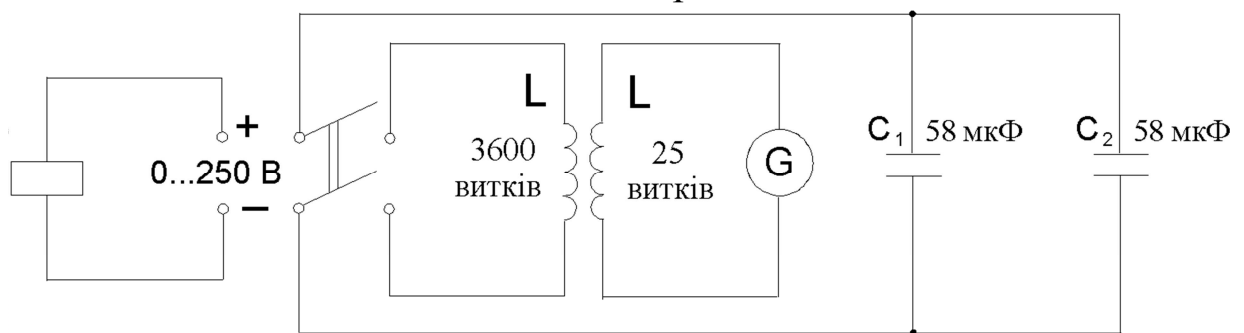 +
0...250 В
–
L
3600
витків
L
25
витків
G
C₁ 58 мкФ
C₂ 58 мкФ